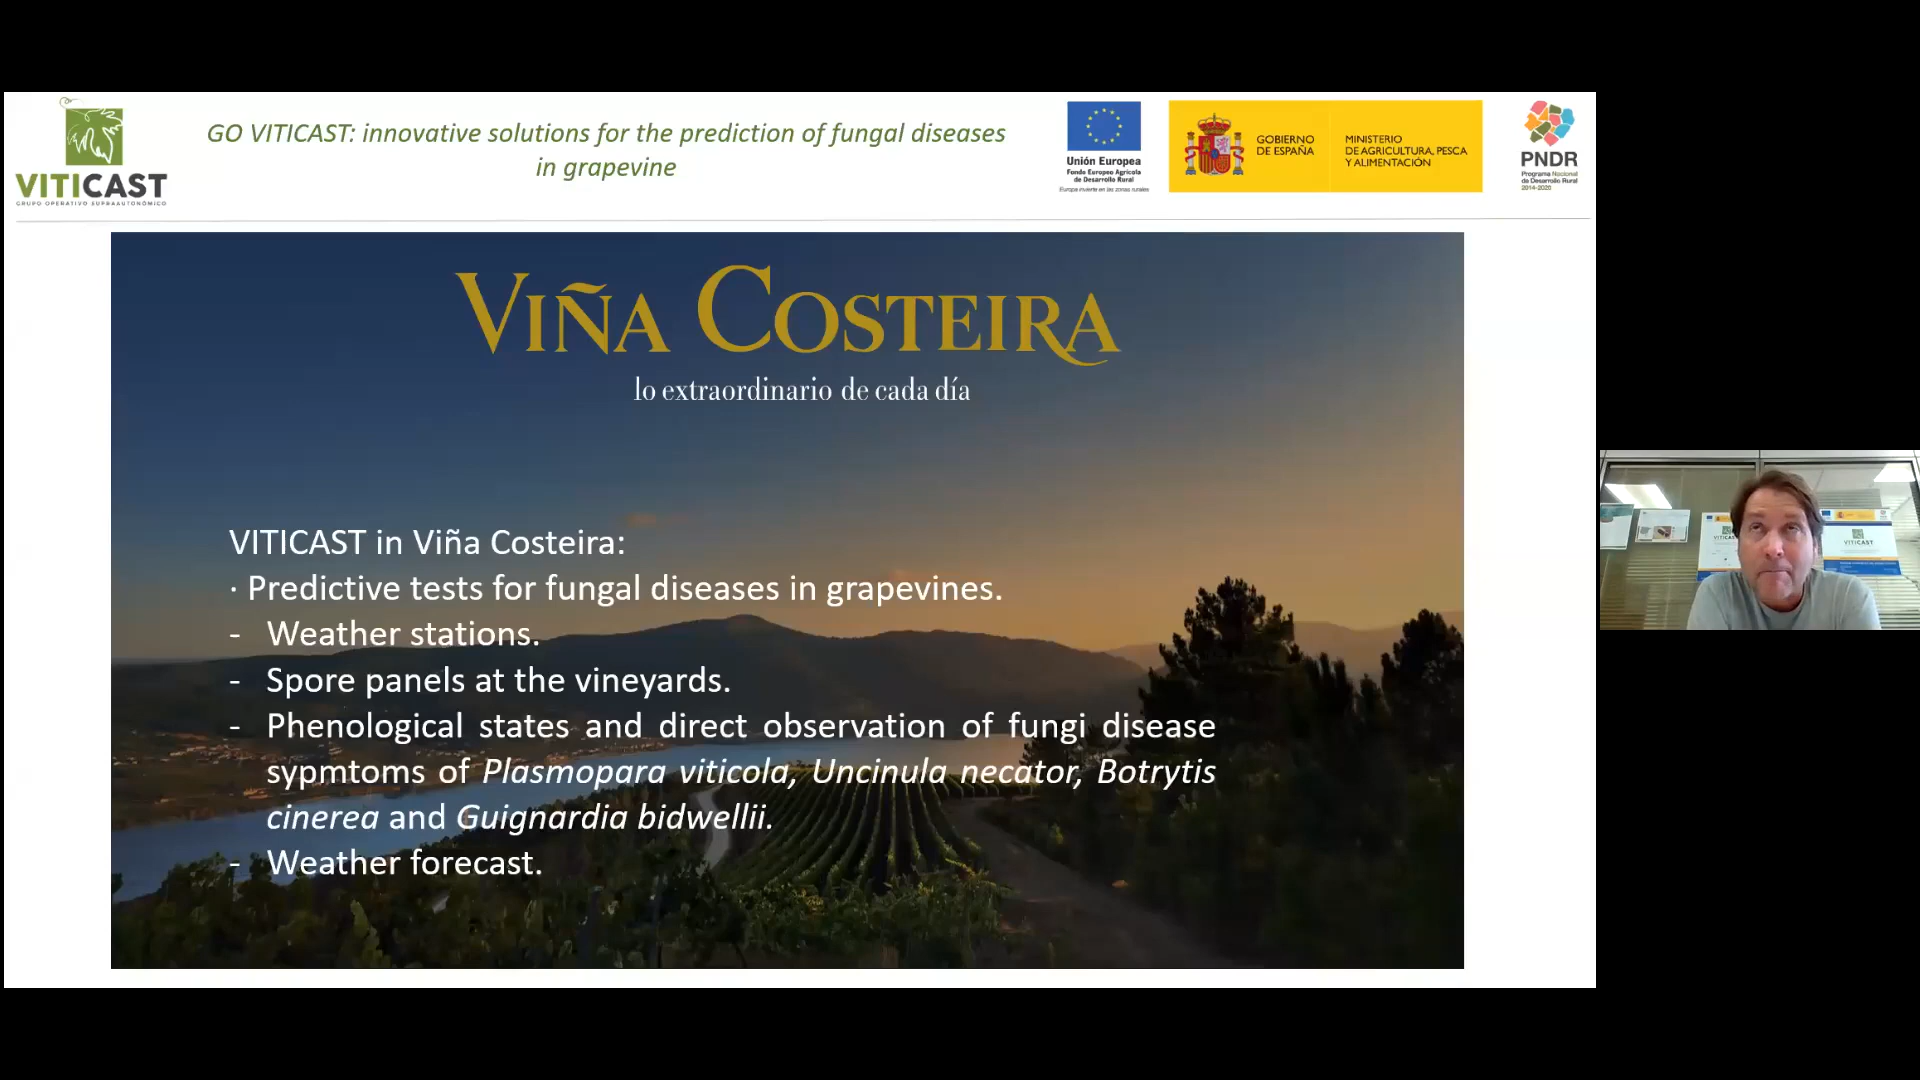 VITICAST
GRUPO OPERATIVO SUPRAAUTONÓMICO
GO VITICAST: innovative solutions for the prediction of fungal diseases
in grapevine
Unión Europea
Fondo Europeo Agrícola
de Desarrollo Rural
Europa invierte en las zonas rurales
GOBIERNO
DE ESPAÑA
MINISTERIO
DE AGRICULTURA, PESCA
Y ALIMENTACIÓN
PNDR
Programa Nacional
de Desarrollo Rural
2014-2020
VIÑA COSTEIRA
lo extraordinario de cada día
VITICAST in Viña Costeira:
· Predictive tests for fungal diseases in grapevines.
- Weather stations.
- Spore panels at the vineyards.
- Phenological states and direct observation of fungi disease
sypmtoms of Plasmopara viticola, Uncinula necator, Botrytis
cinerea and Guignardia bidwellii.
- Weather forecast.
VITICAST